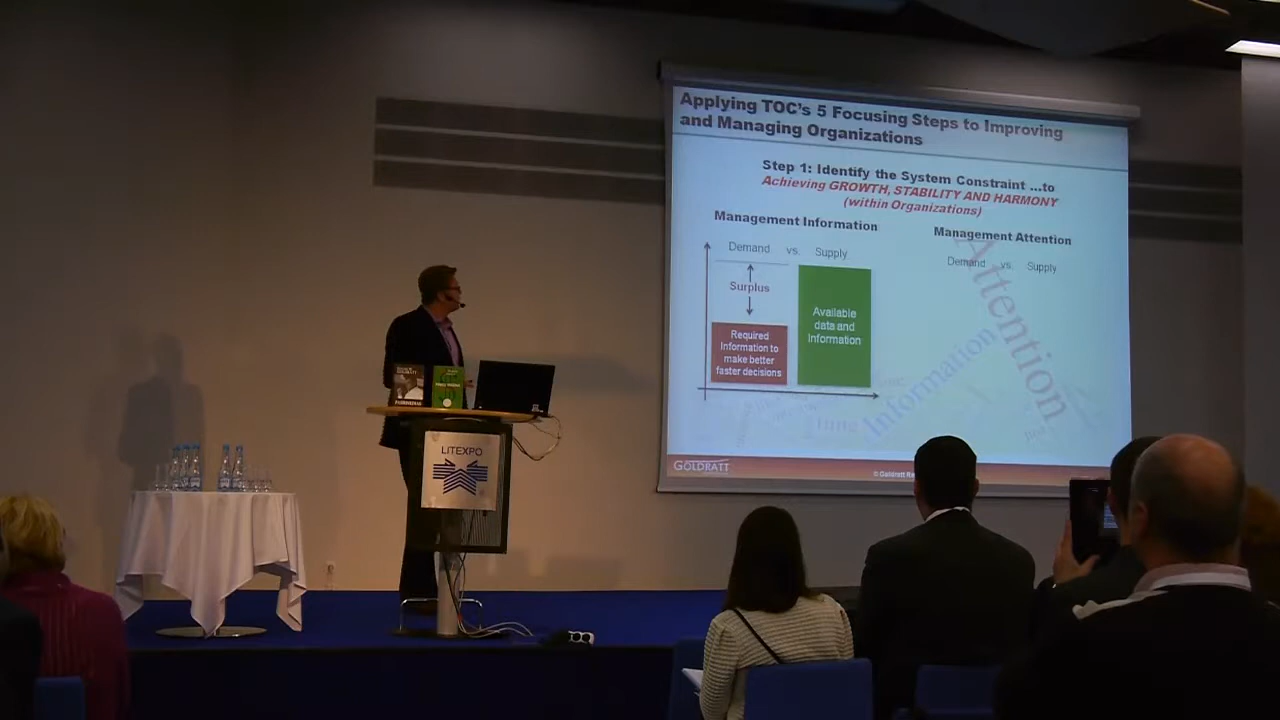 Applying TOC's 5 Focusing Steps to Improving
and Managing Organizations
Step 1: Identify the System Constraint ...to
Achieving GROWTH, STABILITY AND HARMONY
(within Organizations)
Management Information
Demand vs. Supply
Surplus
Required
Information to
make better
faster decisions
Available
data and
Information
Management Attention
Demand vs. Supply
Attention
Information
Time
GOLDRATT
© Goldratt
LITEXPO